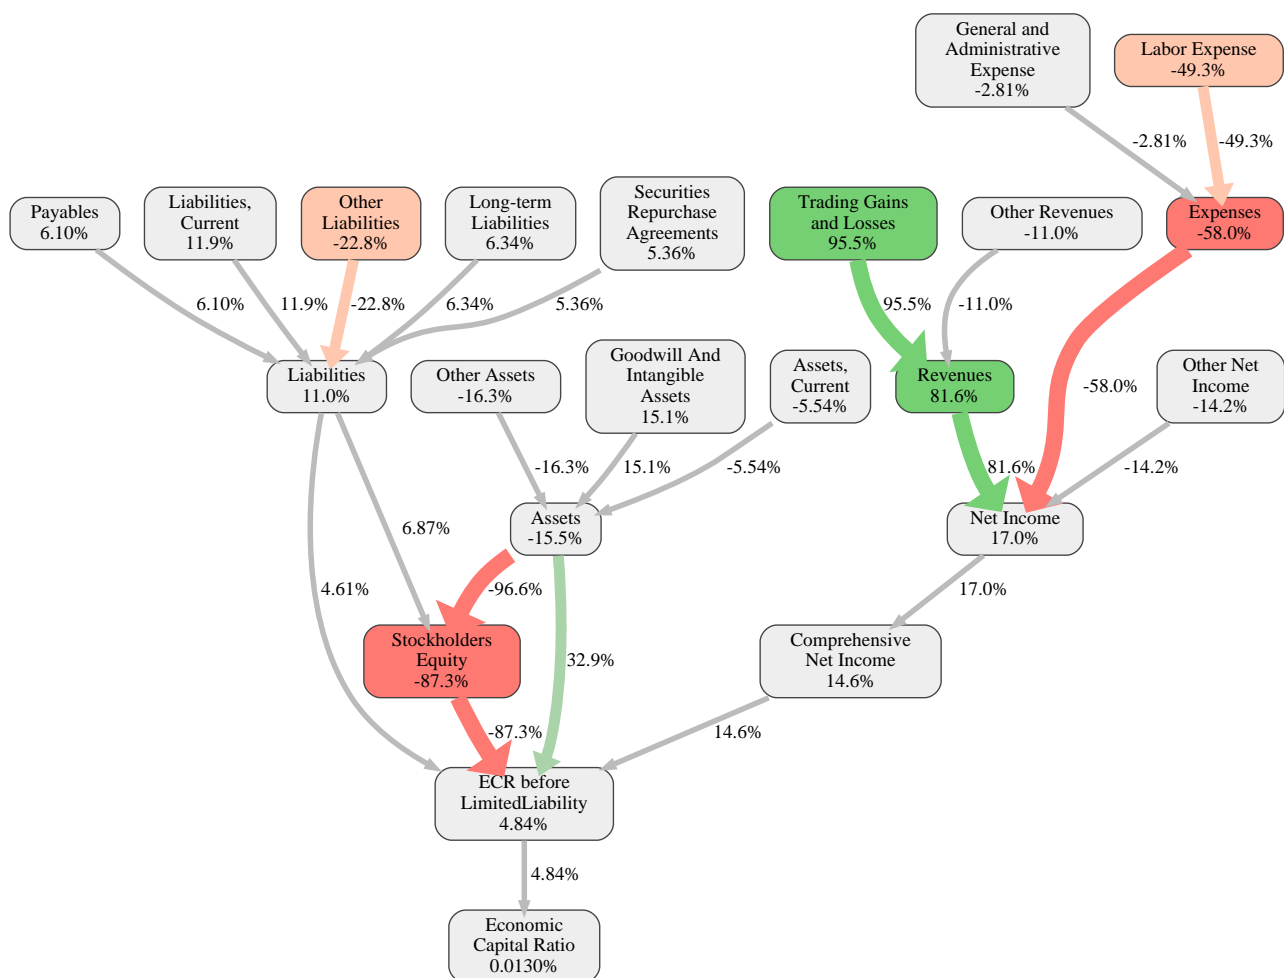 General and
Administrative
Expense
-2.81%
Labor Expense
-49.3%
-2.81%
-49.3%
Payables
6.10%
Liabilities,
Current
11.9%
Other
Liabilities
-22.8%
Long-term
Liabilities
6.34%
Securities
Repurchase
Agreements
5.36%
Trading Gains
and Losses
95.5%
Other Revenues
-11.0%
Expenses
-58.0%
6.10%
11.9%
-22.8%
6.34%
5.36%
95.5%
-11.0%
Liabilities
11.0%
Other Assets
-16.3%
Goodwill And
Intangible
Assets
15.1%
Assets,
Current
-5.54%
Revenues
81.6%
-58.0%
Other Net
Income
-14.2%
-16.3%
15.1%
-5.54%
81.6%
-14.2%
Assets
-15.5%
Net Income
17.0%
6.87%
4.61%
-96.6%
17.0%
Stockholders
Equity
-87.3%
32.9%
Comprehensive
Net Income
14.6%
-87.3%
14.6%
ECR before
LimitedLiability
4.84%
4.84%
Economic
Capital Ratio
0.0130%